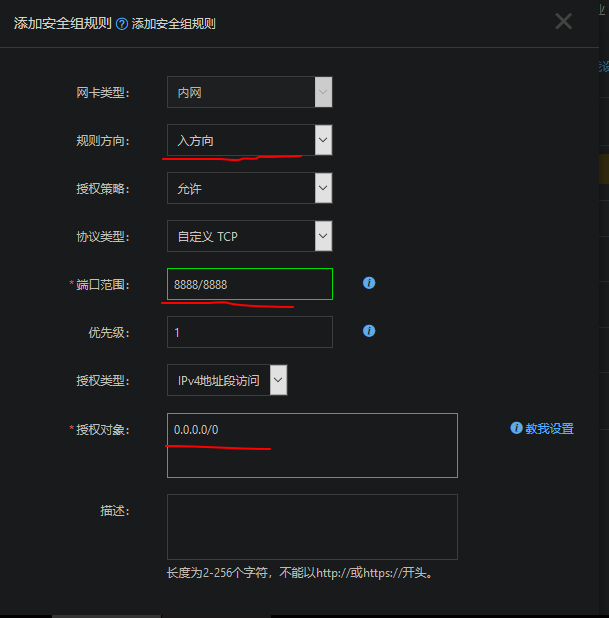 添加安全组规则 添加安全组规则
网卡类型： 内网
规则方向： 入方向
授权策略： 允许
协议类型： 自定义 TCP
*端口范围： 8888/8888
优先级： 1
授权类型： IPv4地址段访问
*授权对象： 0.0.0.0/0 教我设置
描述：
长度为2-256个字符，不能以http://或https://开头。